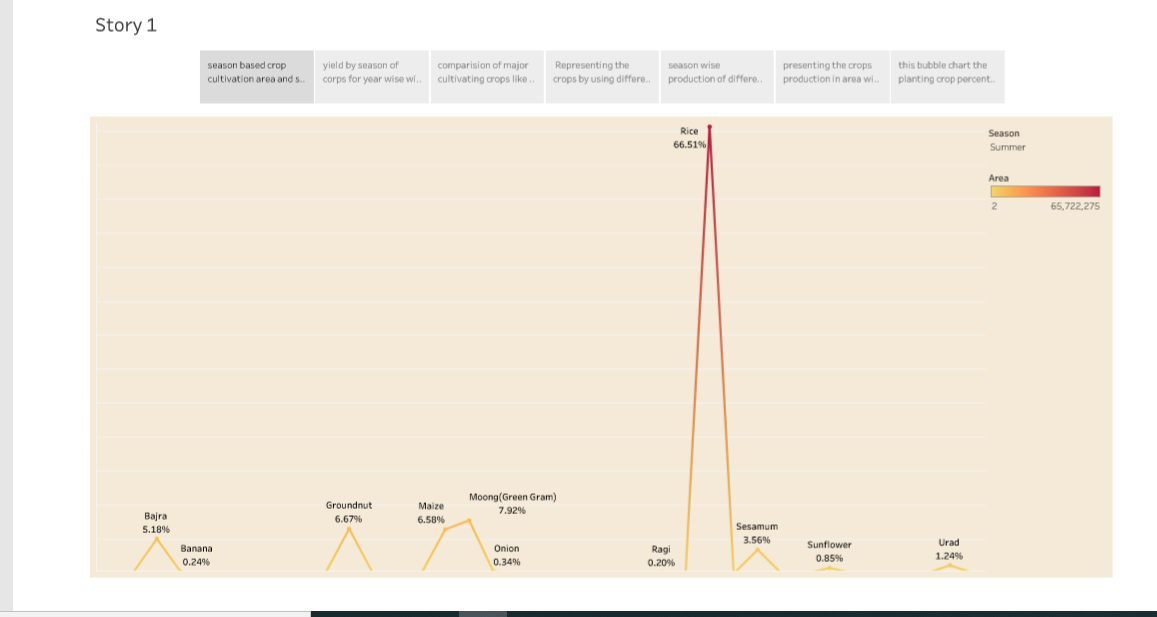 Story 1
season based crop
cultivation area and s..
yield by season of
corps for year wise wi..
comparision of major
cultivating crops like ..
Representing the
crops by using differe..
season wise
production of differe..
presenting the crops
production in area wi..
this bubble chart the
planting crop percent..
Rice
66.51%
Season
Summer
Area
2
65,722,275
Bajra
5.18%
Banana
0.24%
Groundnut
6.67%
Maize
6.58%
Moong(Green Gram)
7.92%
Onion
0.34%
Ragi
0.20%
Sesamum
3.56%
Sunflower
0.85%
Urad
1.24%